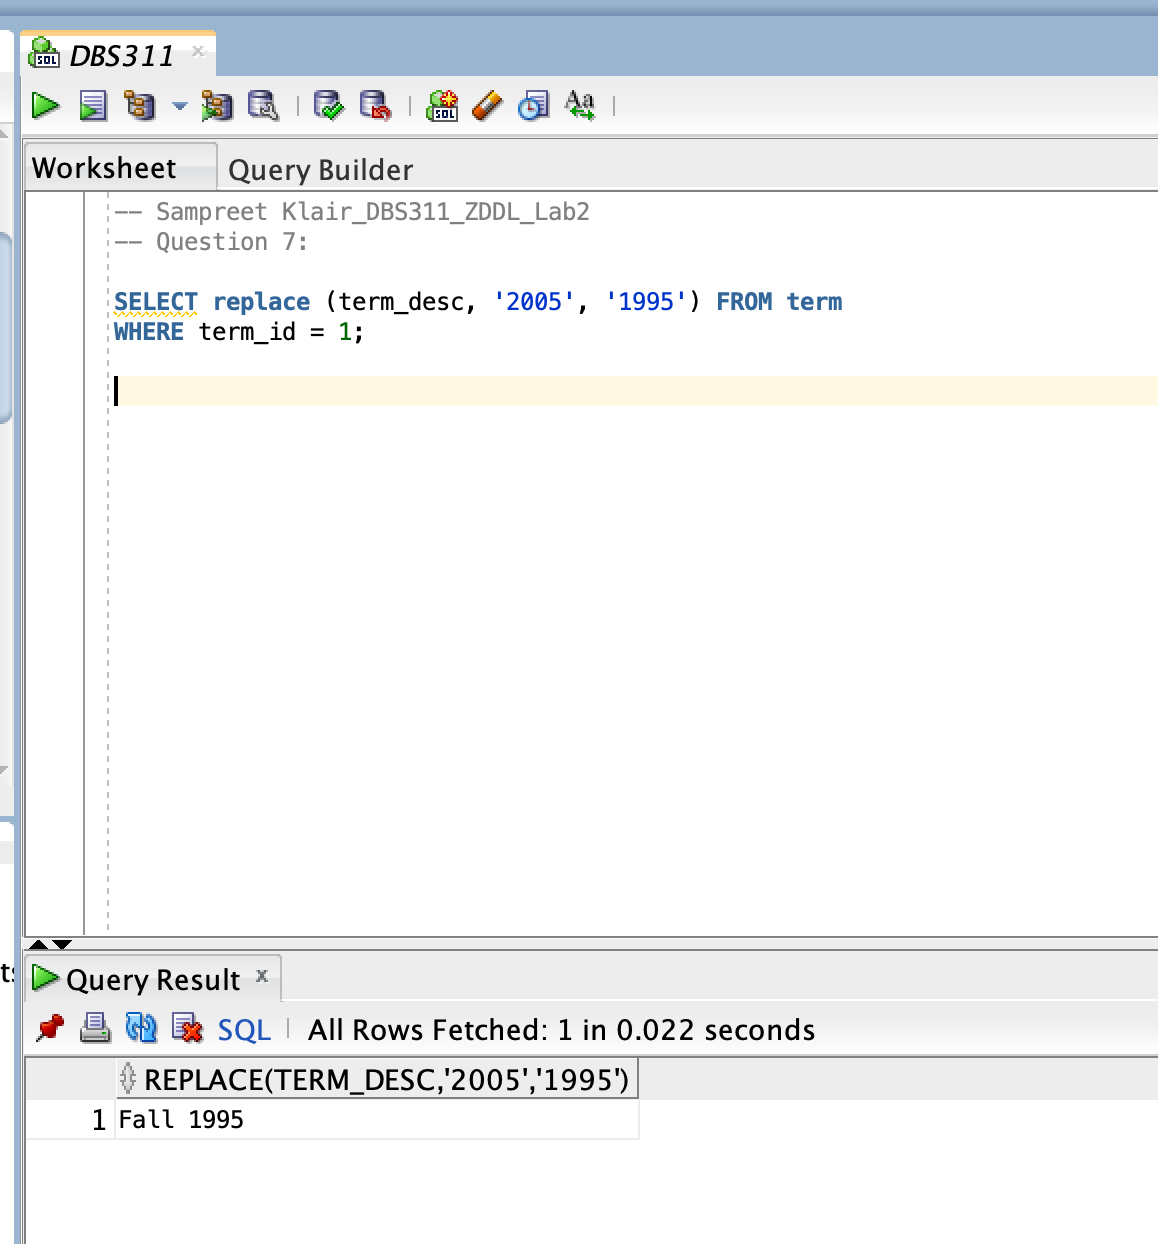 DBS311
Worksheet
Query Builder
-- Sampreet Klair_DBS311_ZDDL_Lab2
-- Question 7:
SELECT replace (term_desc, '2005', '1995') FROM term
WHERE term_id = 1;
Query Result
SQL
All Rows Fetched: 1 in 0.022 seconds
REPLACE(TERM_DESC,'2005','1995')
1 Fall 1995